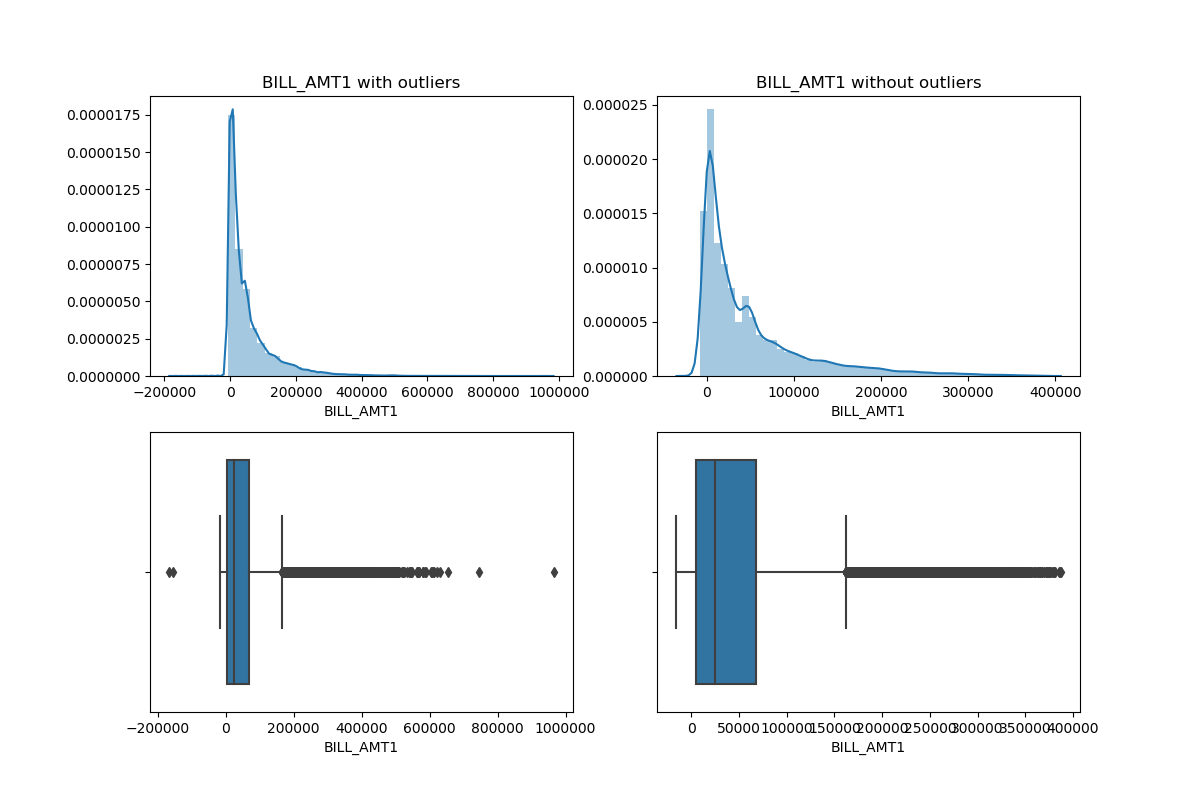 BILL_AMT1 with outliers
0.0000175
0.0000150
0.0000125
0.0000100
0.0000075
0.0000050
0.0000025
0.0000000
−200000 0 200000 400000 600000 800000 1000000
BILL_AMT1
BILL_AMT1 without outliers
0.000025
0.000020
0.000015
0.000010
0.000005
0.000000
0 100000 200000 300000 400000
BILL_AMT1
−200000 0 200000 400000 600000 800000 1000000
BILL_AMT1
0 50000 100000 150000 200000 250000 300000 350000 400000
BILL_AMT1